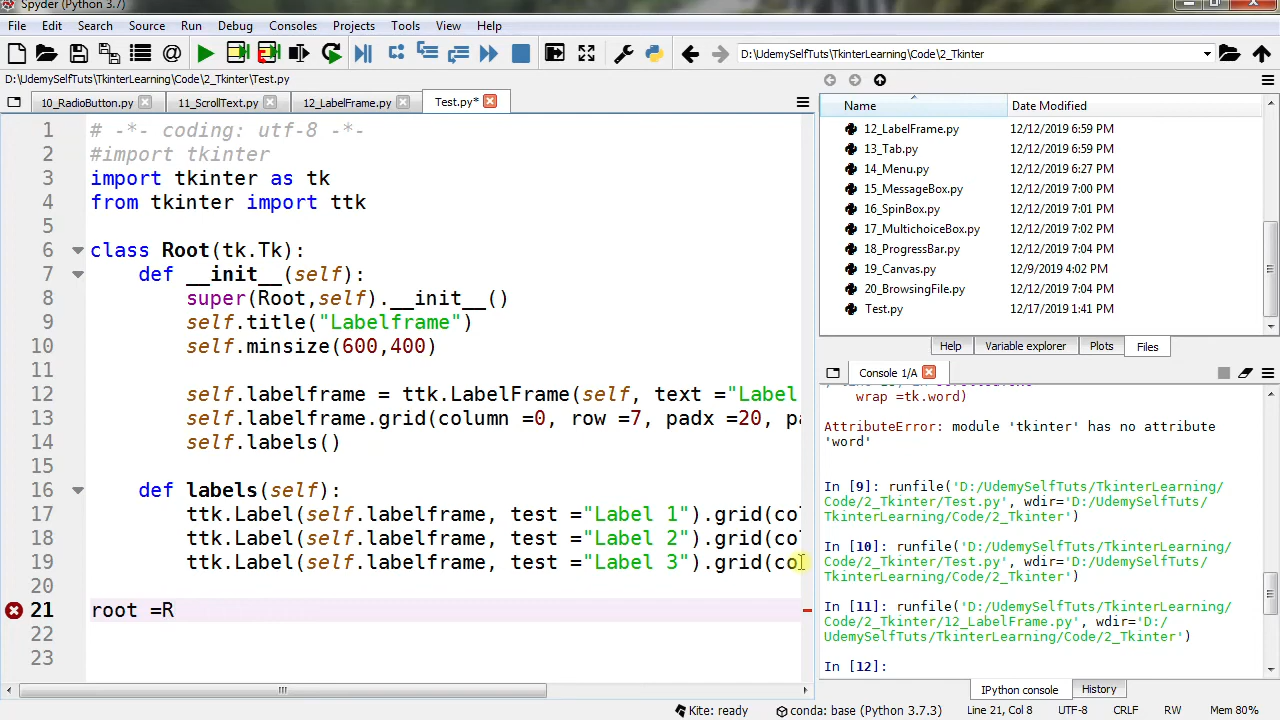 Spyder (Python 3.7)
File Edit Search Source Run Debug Consoles Projects Tools View Help
D:\UdemySelfTuts\TkinterLearning\Code\2_Tkinter
D:\UdemySelfTuts\TkinterLearning\Code\2_Tkinter\Test.py
10_RadioButton.py 11_ScrollText.py 12_LabelFrame.py Test.py*
1 # -*- coding: utf-8 -*-
2 #import tkinter
3 import tkinter as tk
4 from tkinter import ttk
5
6 class Root(tk.Tk):
7 def __init__(self):
8 super(Root,self).__init__()
9 self.title("Labelframe")
10 self.minsize(600,400)
11
12 self.labelframe = ttk.LabelFrame(self, text ="Label
13 self.labelframe.grid(column =0, row =7, padx =20, pa
14 self.labels()
15
16 def labels(self):
17 ttk.Label(self.labelframe, test ="Label 1").grid(col
18 ttk.Label(self.labelframe, test ="Label 2").grid(col
19 ttk.Label(self.labelframe, test ="Label 3").grid(co
20
21 root =R
22
23
Name Date Modified
12_LabelFrame.py 12/12/2019 6:59 PM
13_Tab.py 12/12/2019 6:59 PM
14_Menu.py 12/12/2019 6:27 PM
15_MessageBox.py 12/12/2019 7:00 PM
16_SpinBox.py 12/12/2019 7:01 PM
17_MultichoiceBox.py 12/12/2019 7:02 PM
18_ProgressBar.py 12/12/2019 7:04 PM
19_Canvas.py 12/9/2019 4:02 PM
20_BrowsingFile.py 12/12/2019 7:04 PM
Test.py 12/17/2019 1:41 PM
Help Variable explorer Plots Files
Console 1/A
wrap =tk.word)
AttributeError: module 'tkinter' has no attribute
'word'
In [9]: runfile('D:/UdemySelfTuts/TkinterLearning/
Code/2_Tkinter/Test.py', wdir='D:/UdemySelfTuts/
TkinterLearning/Code/2_Tkinter')
In [10]: runfile('D:/UdemySelfTuts/TkinterLearning/
Code/2_Tkinter/Test.py', wdir='D:/UdemySelfTuts/
TkinterLearning/Code/2_Tkinter')
In [11]: runfile('D:/UdemySelfTuts/TkinterLearning/
Code/2_Tkinter/12_LabelFrame.py', wdir='D:/
UdemySelfTuts/TkinterLearning/Code/2_Tkinter')
In [12]:
IPython console History
Kite: ready conda: base (Python 3.7.3) Line 21, Col 8 UTF-8 CRLF RW Mem 80%